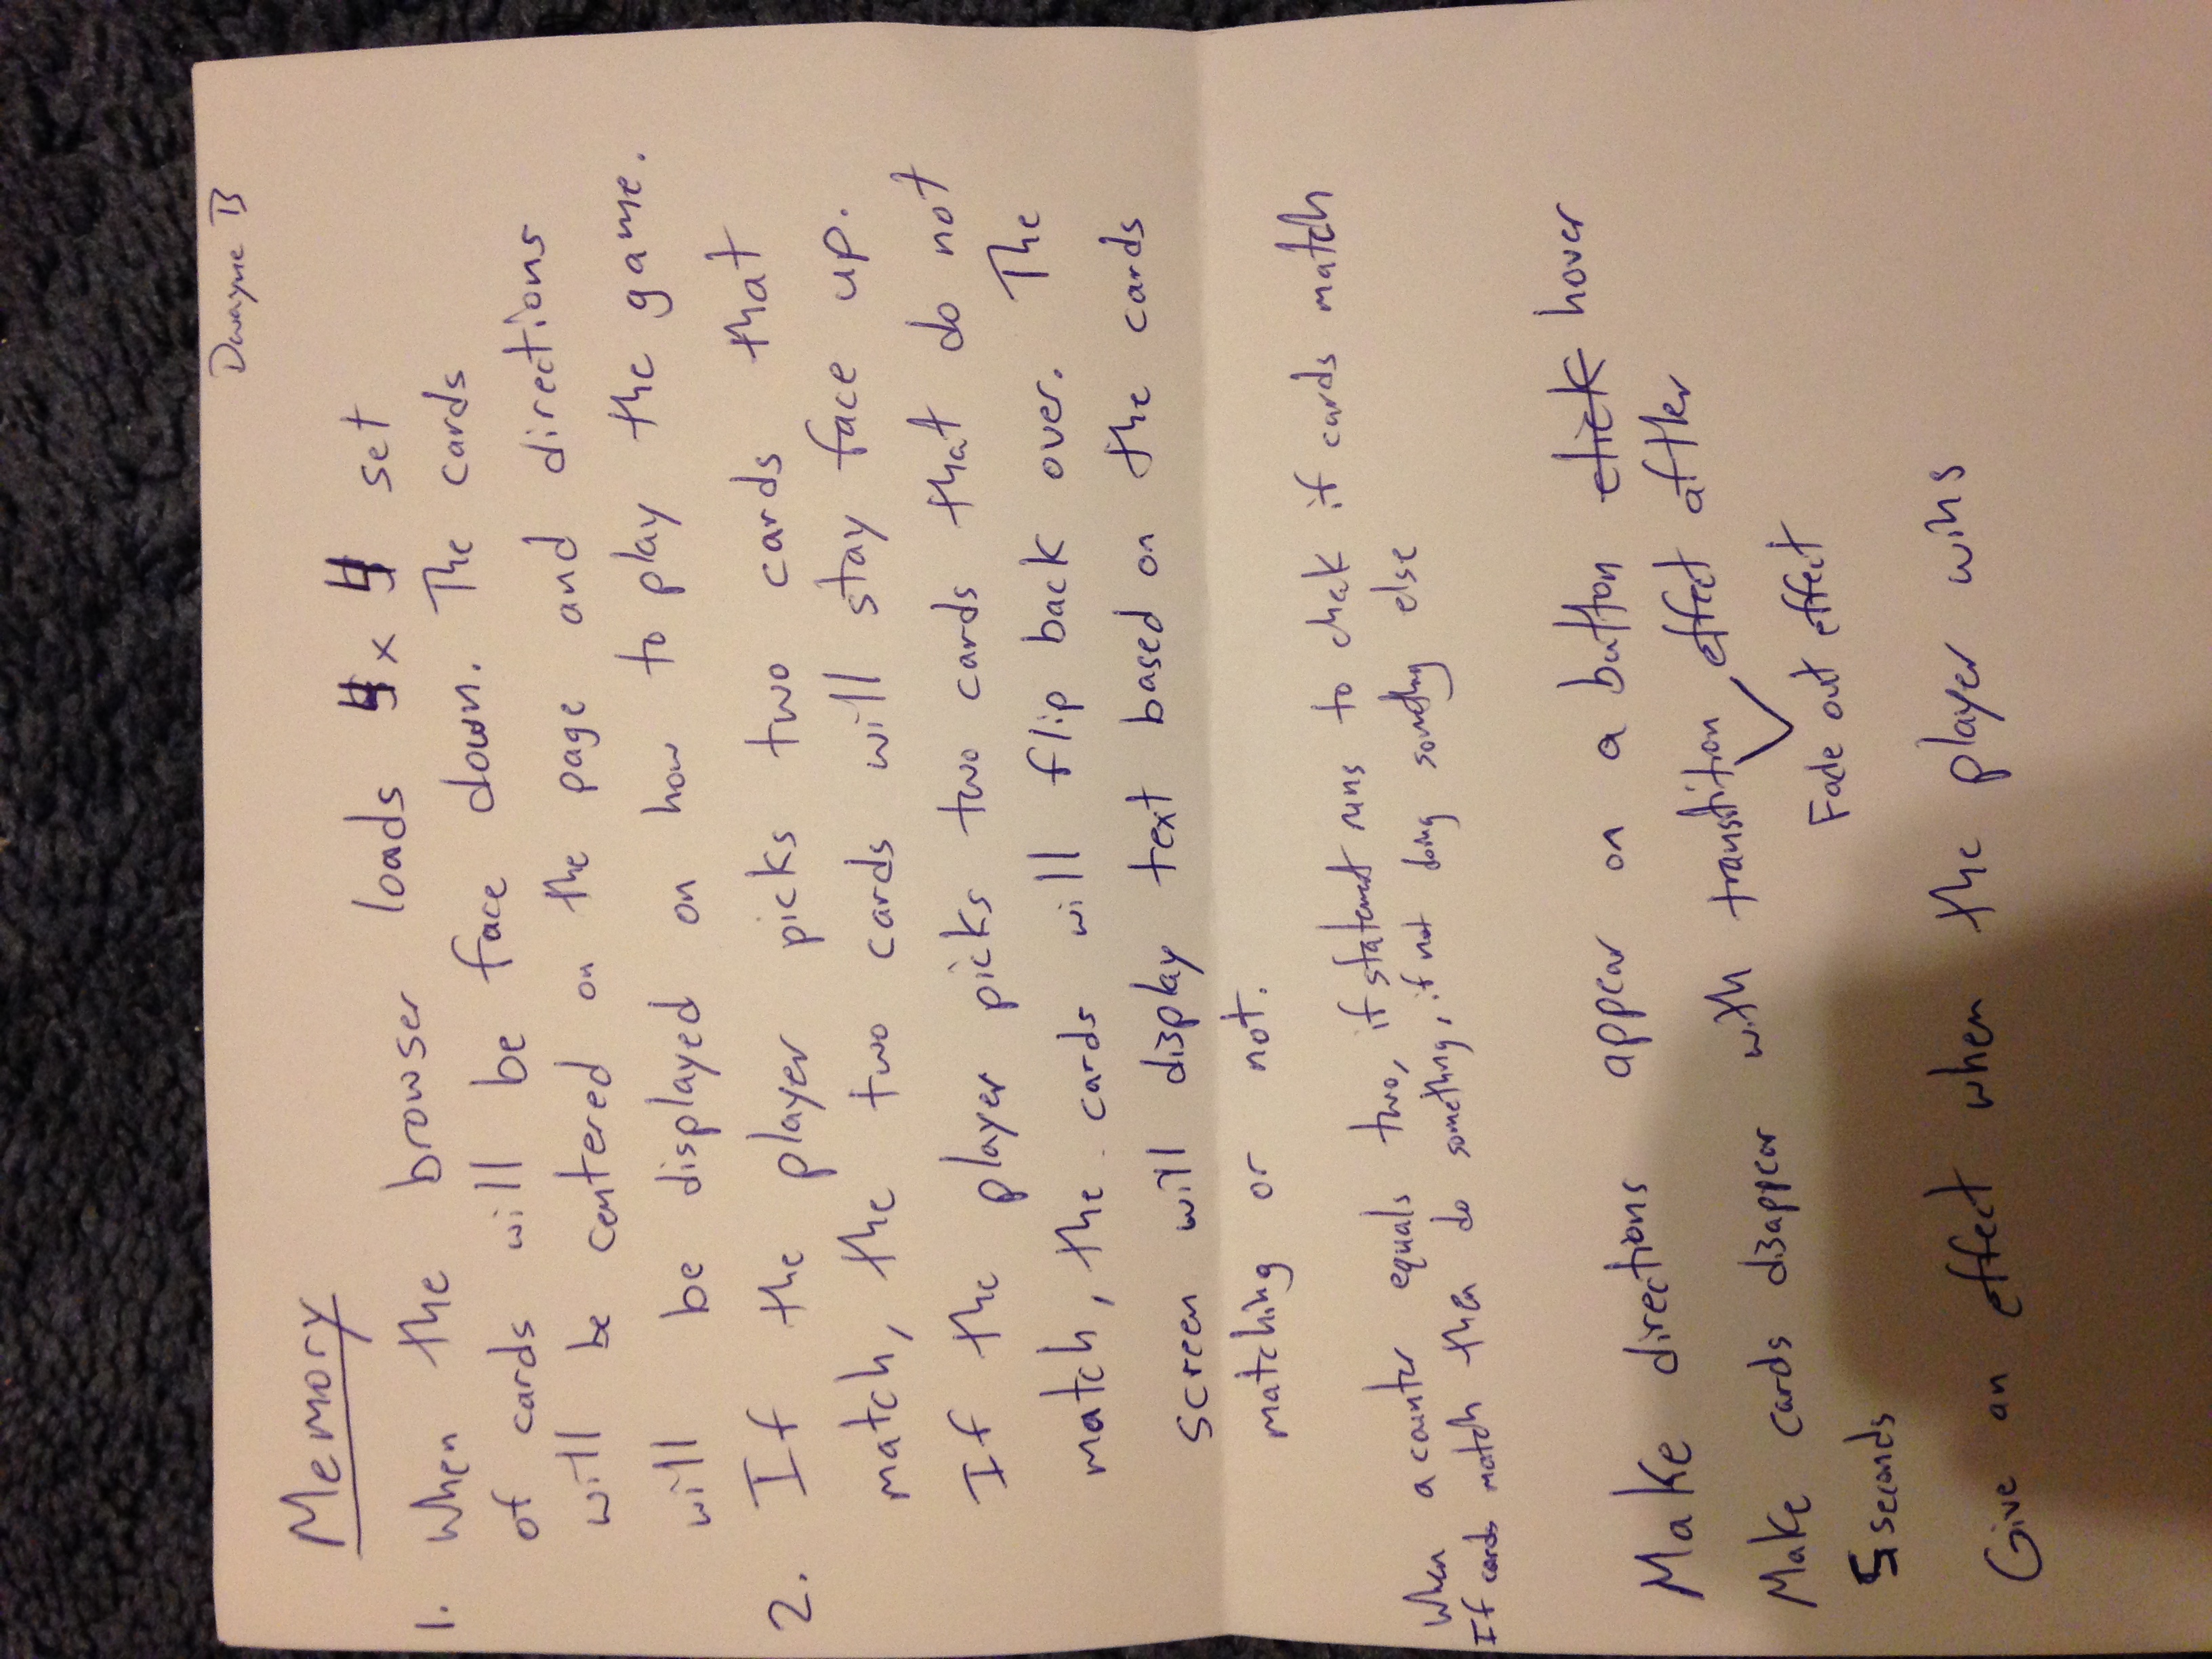 Dwayne B
Memory
1. When the browser loads 4 x 4 set
of cards will be face down. The cards
will be centered on the page and directions
will be displayed on how to play the game.
2. If the player picks two cards that
match, the two cards will stay face up.
If the player picks two cards that do not
match, the cards will flip back over. The
screen will display text based on the cards
matching or not.
When a counter equals two, if statement runs to check if cards match
If cards match then do something, if not doing something else
Make directions appear on a button click hover
Make cards disappear with transition effect after
Fade out effect
5 seconds
Give an effect when the player wins